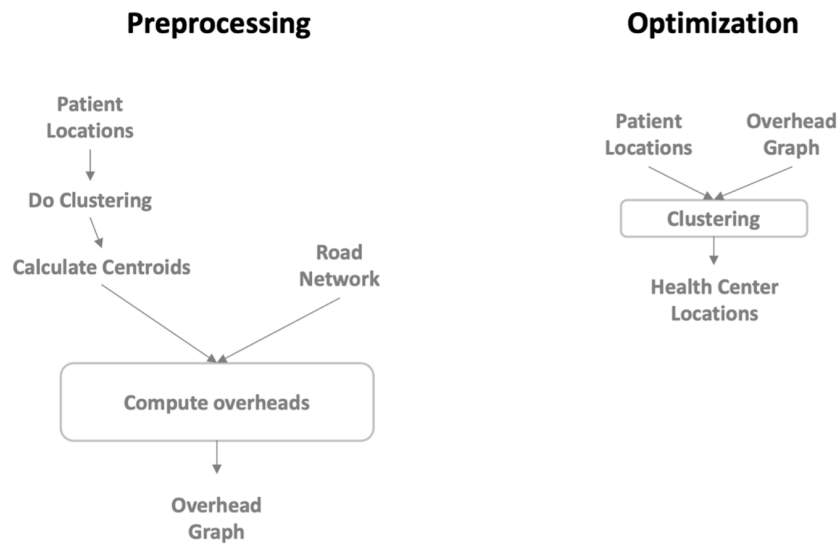 Preprocessing
Patient
Locations
Do Clustering
Calculate Centroids
Road
Network
Compute overheads
Overhead
Graph
Optimization
Patient
Locations
Overhead
Graph
Clustering
Health Center
Locations